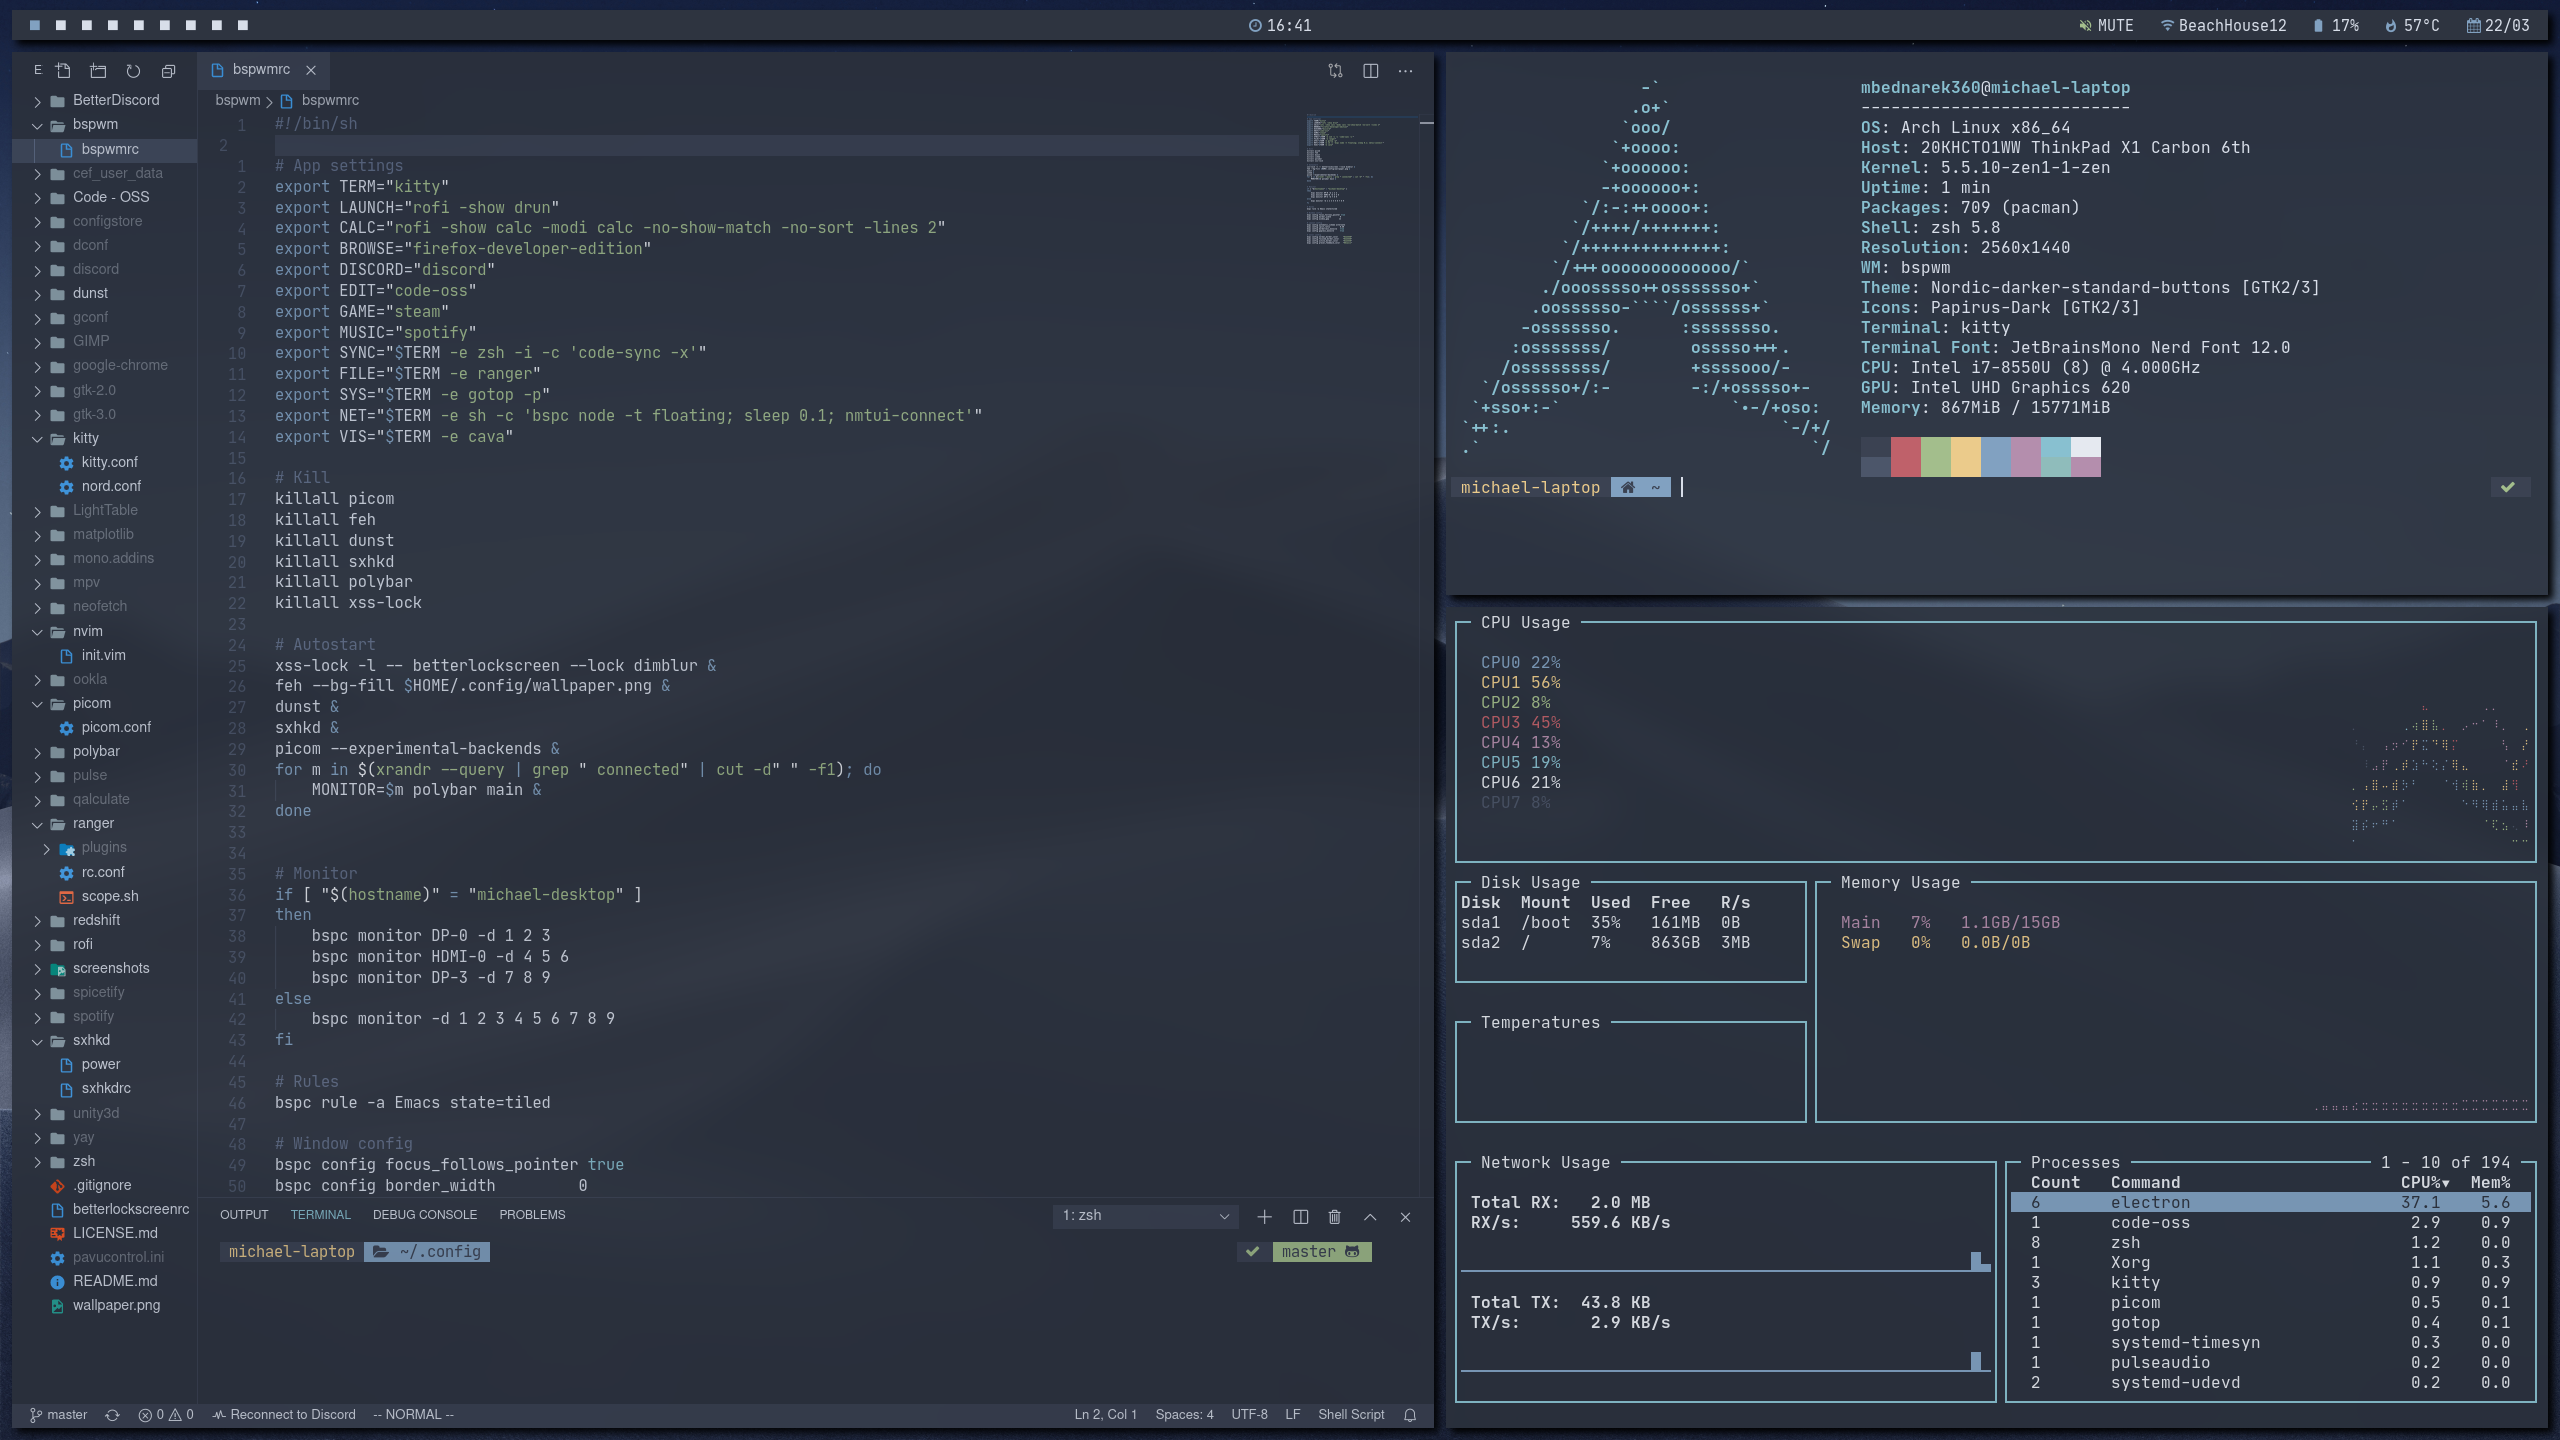 16:41
MUTE BeachHouse12 17% 57°C 22/03
E
BetterDiscord
bspwm
bspwmrc
cef_user_data
Code - OSS
configstore
dconf
discord
dunst
gconf
GIMP
google-chrome
gtk-2.0
gtk-3.0
kitty
kitty.conf
nord.conf
LightTable
matplotlib
mono.addins
mpv
neofetch
nvim
init.vim
ookla
picom
picom.conf
polybar
pulse
qalculate
ranger
plugins
rc.conf
scope.sh
redshift
rofi
screenshots
spicetify
spotify
sxhkd
power
sxhkdrc
unity3d
yay
zsh
.gitignore
betterlockscreenrc
LICENSE.md
pavucontrol.ini
README.md
wallpaper.png
bspwmrc
bspwm > bspwmrc
1 #!/bin/sh
2
1 # App settings
2 export TERM="kitty"
3 export LAUNCH="rofi -show drun"
4 export CALC="rofi -show calc -modi calc -no-show-match -no-sort -lines 2"
5 export BROWSE="firefox-developer-edition"
6 export DISCORD="discord"
7 export EDIT="code-oss"
8 export GAME="steam"
9 export MUSIC="spotify"
10 export SYNC="$TERM -e zsh -i -c 'code-sync -x'"
11 export FILE="$TERM -e ranger"
12 export SYS="$TERM -e gotop -p"
13 export NET="$TERM -e sh -c 'bspc node -t floating; sleep 0.1; nmtui-connect'"
14 export VIS="$TERM -e cava"
15
16 # Kill
17 killall picom
18 killall feh
19 killall dunst
20 killall sxhkd
21 killall polybar
22 killall xss-lock
23
24 # Autostart
25 xss-lock -l -- betterlockscreen --lock dimblur &
26 feh --bg-fill $HOME/.config/wallpaper.png &
27 dunst &
28 sxhkd &
29 picom --experimental-backends &
30 for m in $(xrandr --query | grep " connected" | cut -d" " -f1); do
31 MONITOR=$m polybar main &
32 done
33
34
35 # Monitor
36 if [ "$(hostname)" = "michael-desktop" ]
37 then
38 bspc monitor DP-0 -d 1 2 3
39 bspc monitor HDMI-0 -d 4 5 6
40 bspc monitor DP-3 -d 7 8 9
41 else
42 bspc monitor -d 1 2 3 4 5 6 7 8 9
43 fi
44
45 # Rules
46 bspc rule -a Emacs state=tiled
47
48 # Window config
49 bspc config focus_follows_pointer true
50 bspc config border_width 0
OUTPUT TERMINAL DEBUG CONSOLE PROBLEMS 1: zsh
michael-laptop ~/.config master
master 0 0 Reconnect to Discord -- NORMAL -- Ln 2, Col 1 Spaces: 4 UTF-8 LF Shell Script
-`
.o+`
`ooo/
`+oooo:
`+oooooo:
-+oooooo+:
`/:-:++oooo+:
`/++++/+++++++:
`/++++++++++++++:
`/+++ooooooooooooo/`
./ooosssso++osssssso+`
.oossssso-````/ossssss+`
-osssssso. :ssssssso.
:osssssss/ osssso+++.
/ossssssss/ +ssssooo/-
`/ossssso+/:- -:/+osssso+-
`+sso+:-` `.-/+oso:
`++:. `-/+/
.` `/
mbednarek360@michael-laptop
---------------------------
OS: Arch Linux x86_64
Host: 20KHCTO1WW ThinkPad X1 Carbon 6th
Kernel: 5.5.10-zen1-1-zen
Uptime: 1 min
Packages: 709 (pacman)
Shell: zsh 5.8
Resolution: 2560x1440
WM: bspwm
Theme: Nordic-darker-standard-buttons [GTK2/3]
Icons: Papirus-Dark [GTK2/3]
Terminal: kitty
Terminal Font: JetBrainsMono Nerd Font 12.0
CPU: Intel i7-8550U (8) @ 4.000GHz
GPU: Intel UHD Graphics 620
Memory: 867MiB / 15771MiB
michael-laptop ~
CPU Usage
CPU0 22%
CPU1 56%
CPU2 8%
CPU3 45%
CPU4 13%
CPU5 19%
CPU6 21%
CPU7 8%
Disk Usage
Disk Mount Used Free R/s
sda1 /boot 35% 161MB 0B
sda2 / 7% 863GB 3MB
Memory Usage
Main 7% 1.1GB/15GB
Swap 0% 0.0B/0B
Temperatures
Network Usage
Total RX: 2.0 MB
RX/s: 559.6 KB/s
Total TX: 43.8 KB
TX/s: 2.9 KB/s
Processes 1 - 10 of 194
Count Command CPU%▾ Mem%
6 electron 37.1 5.6
1 code-oss 2.9 0.9
8 zsh 1.2 0.0
1 Xorg 1.1 0.3
3 kitty 0.9 0.9
1 picom 0.5 0.1
1 gotop 0.4 0.1
1 systemd-timesyn 0.3 0.0
1 pulseaudio 0.2 0.0
2 systemd-udevd 0.2 0.0